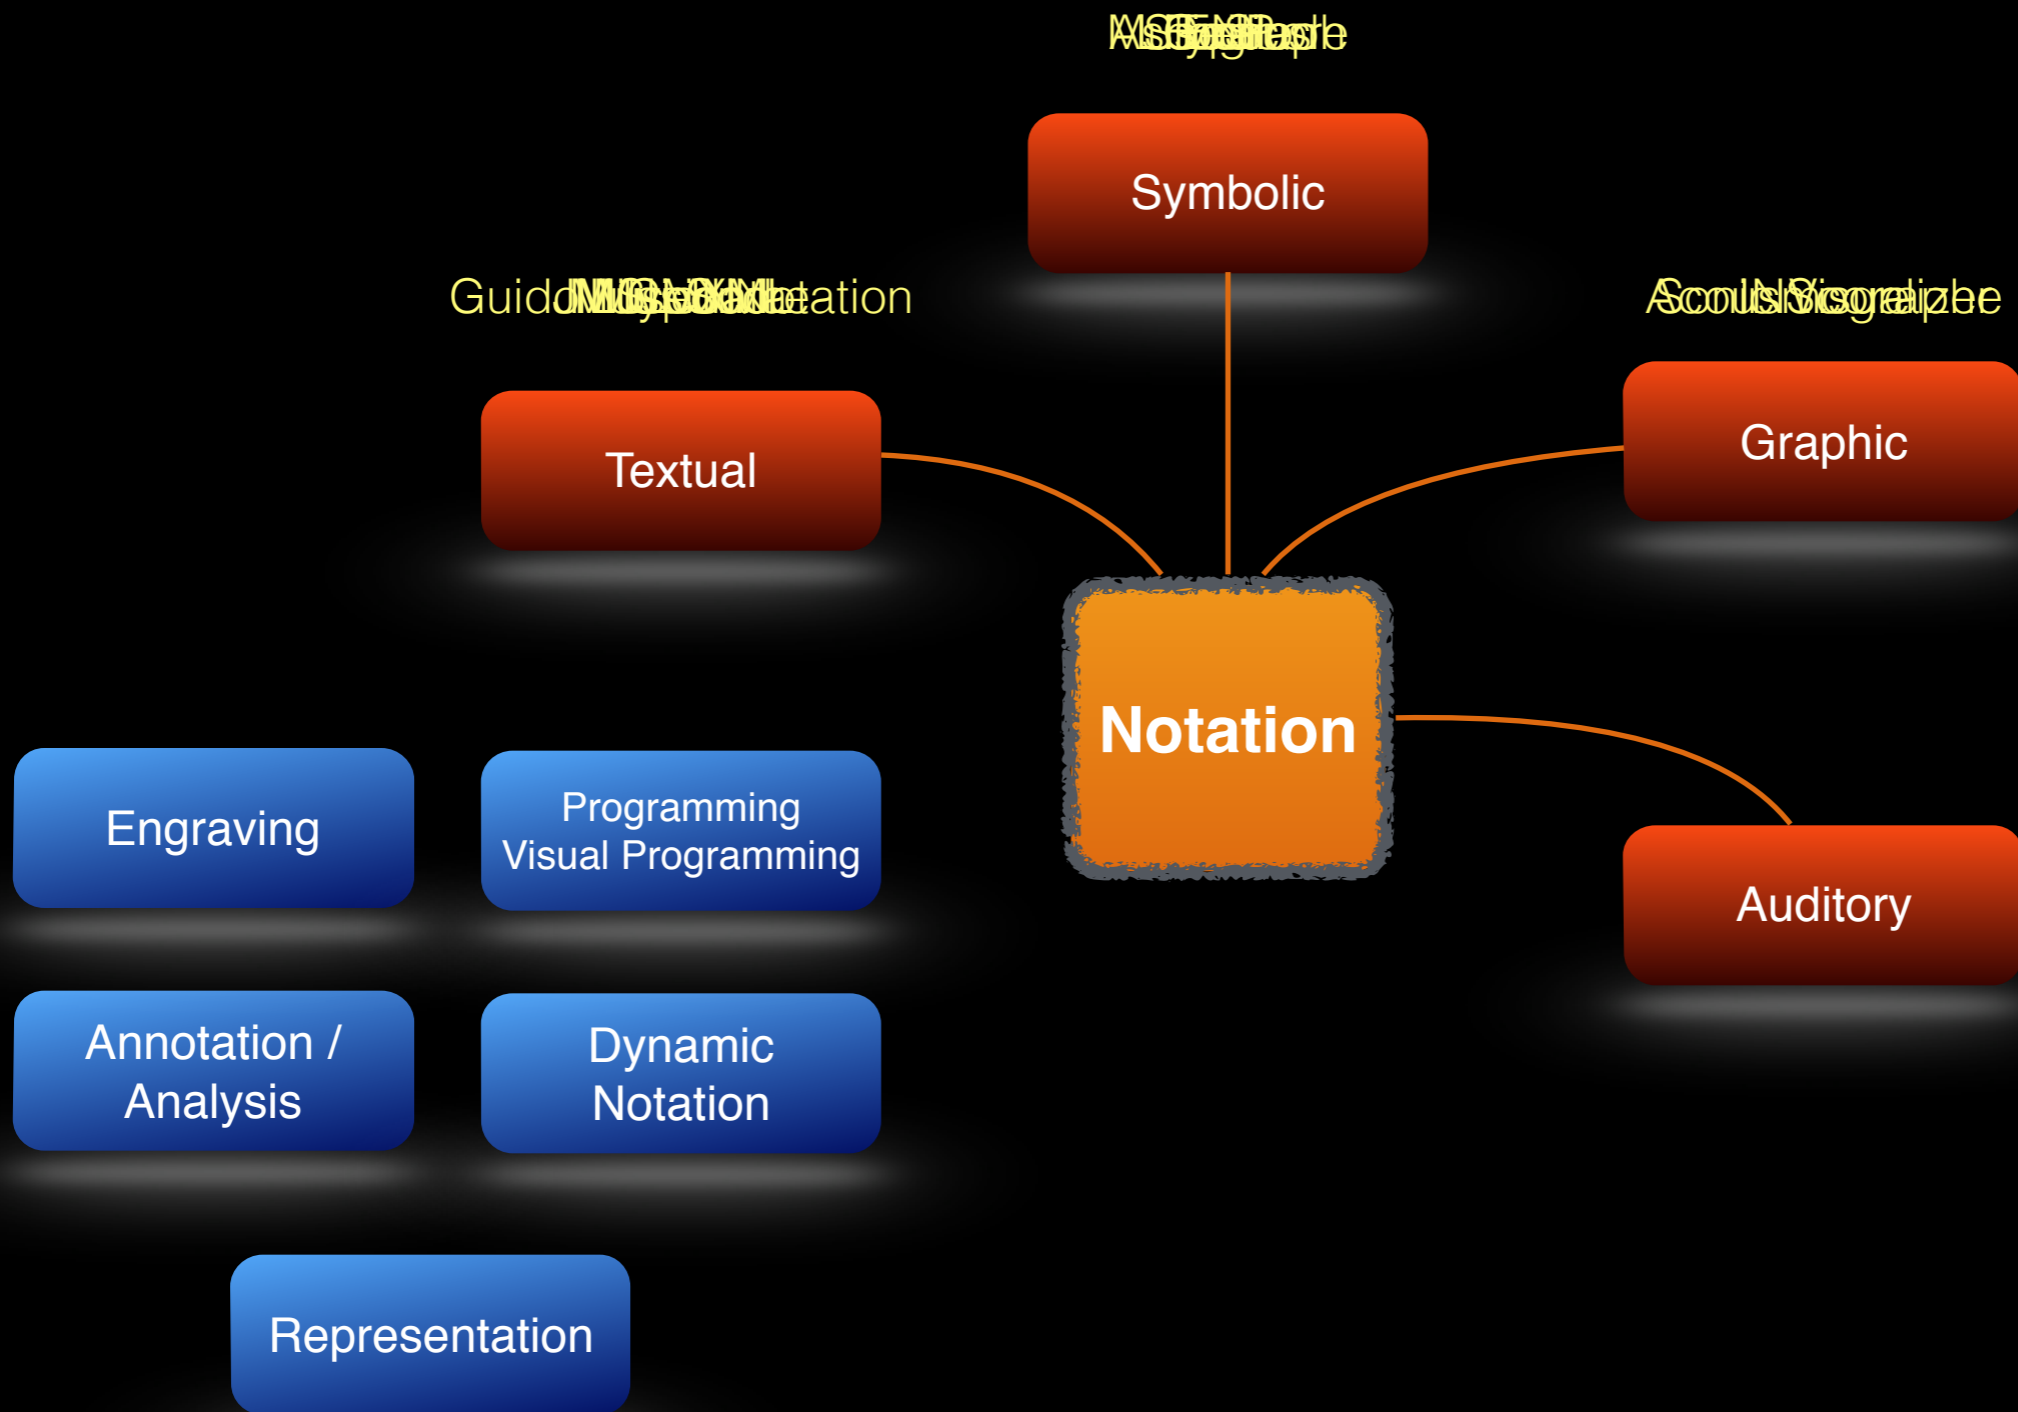 Symbolic
Textual
Graphic
Notation
Engraving
Programming
Visual Programming
Auditory
Annotation /
Analysis
Dynamic
Notation
Representation